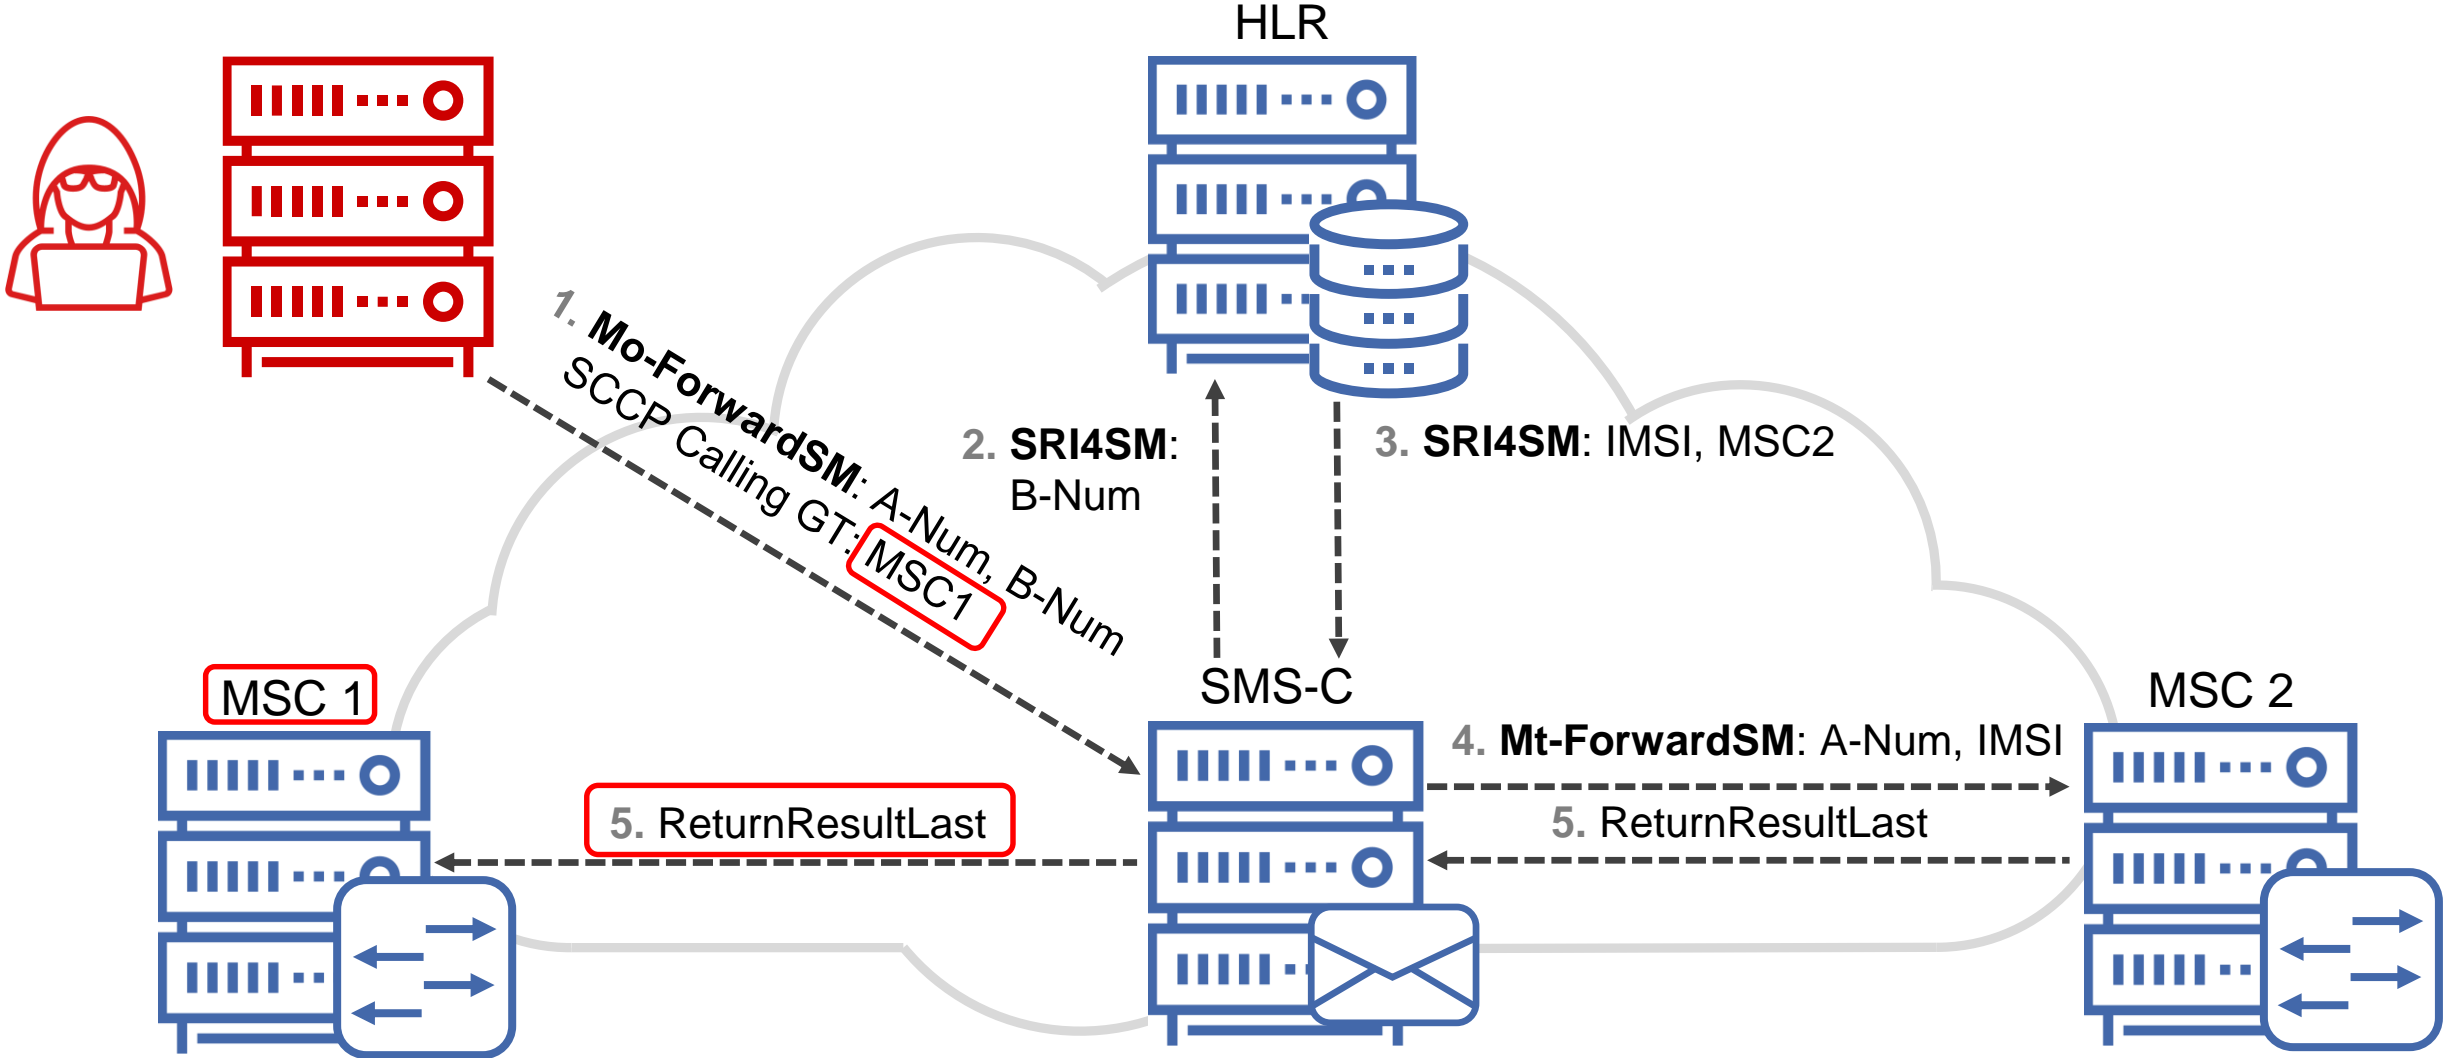 HLR
1. Mo-ForwardSM: A-Num, B-Num
SCCP Calling GT: MSC1
2. SRI4SM:
B-Num
3. SRI4SM: IMSI, MSC2
MSC 1
SMS-C
MSC 2
4. Mt-ForwardSM: A-Num, IMSI
5. ReturnResultLast
5. ReturnResultLast